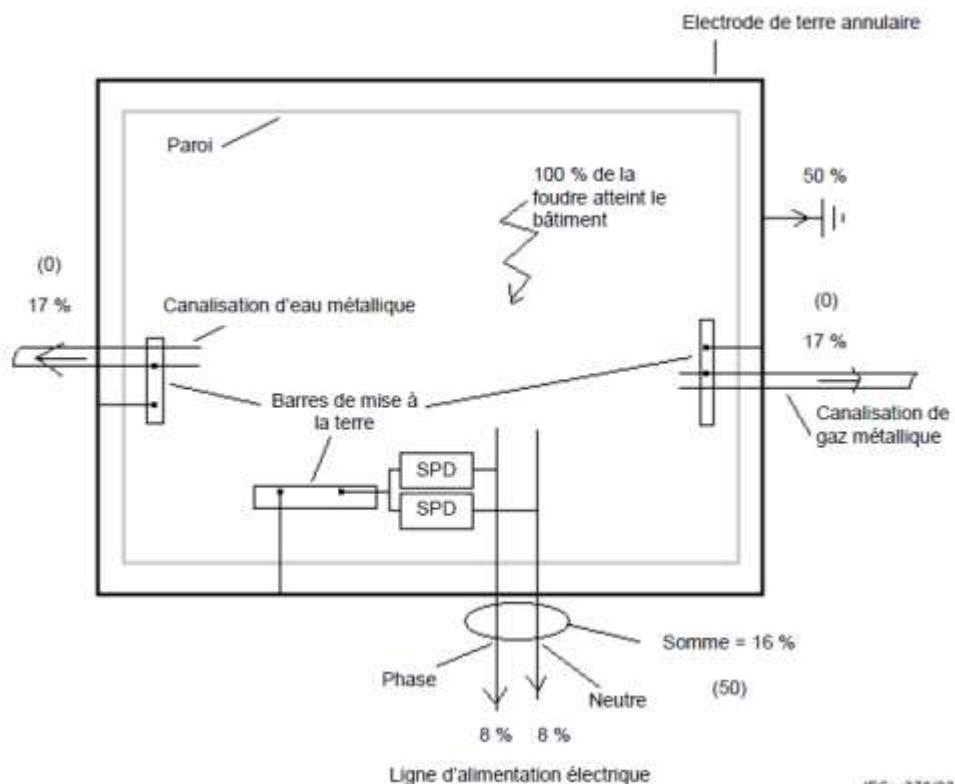 Electrode de terre annulaire
Paroi
100 % de la
foudre atteint le
bâtiment
50 %
(0)
17 %
Canalisation d'eau métallique
(0)
17 %
Barres de mise à
la terre
Canalisation de
gaz métallique
SPD
SPD
Somme = 16 %
Phase
Neutre
(50)
8 %
8 %
Ligne d'alimentation électrique